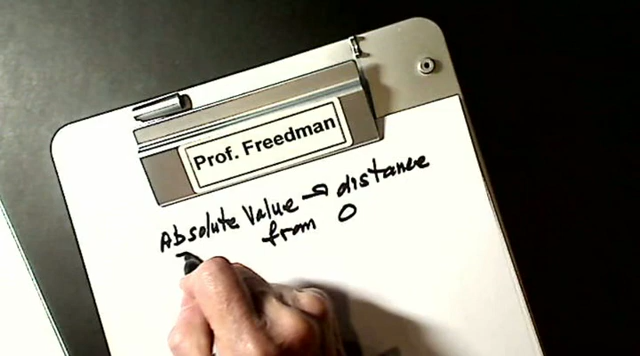 Prof. Freedman
Absolute Value → distance
from 0